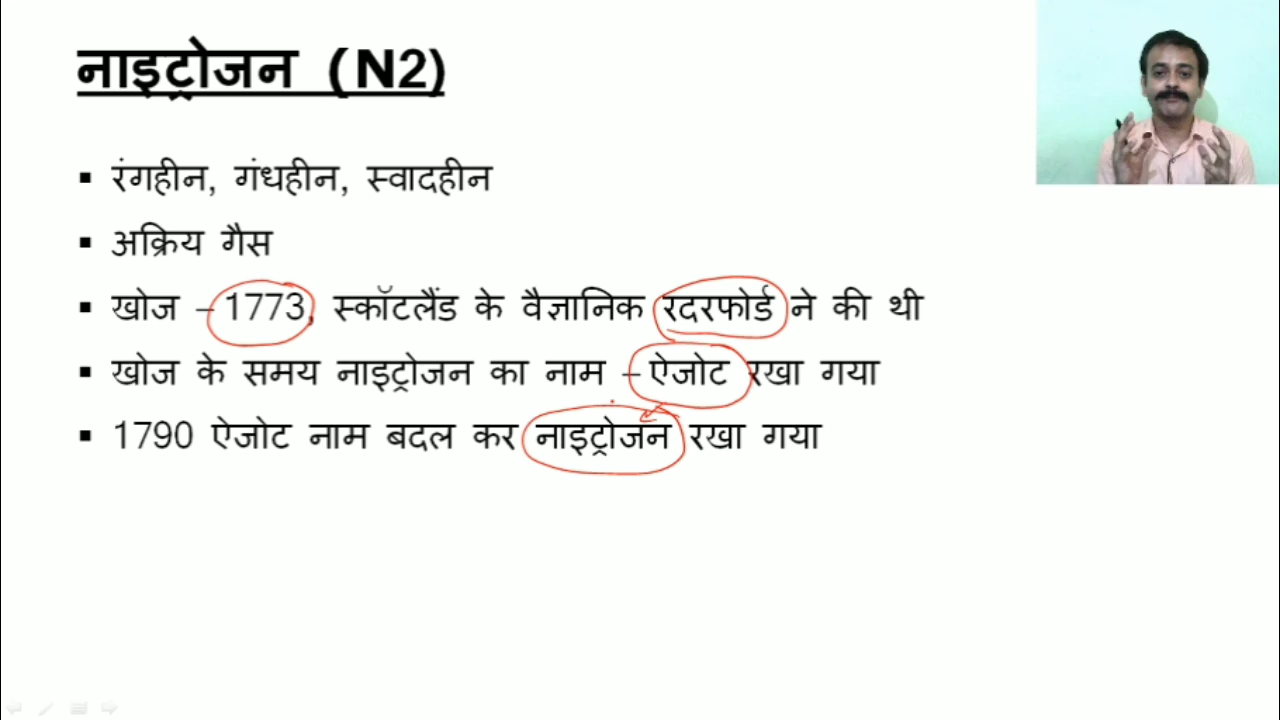 नाइट्रोजन (N2)
▪ रंगहीन, गंधहीन, स्वादहीन
▪ अक्रिय गैस
▪ खोज – 1773, स्कॉटलैंड के वैज्ञानिक रदरफोर्ड ने की थी
▪ खोज के समय नाइट्रोजन का नाम – ऐजोट रखा गया
▪ 1790 ऐजोट नाम बदल कर नाइट्रोजन रखा गया